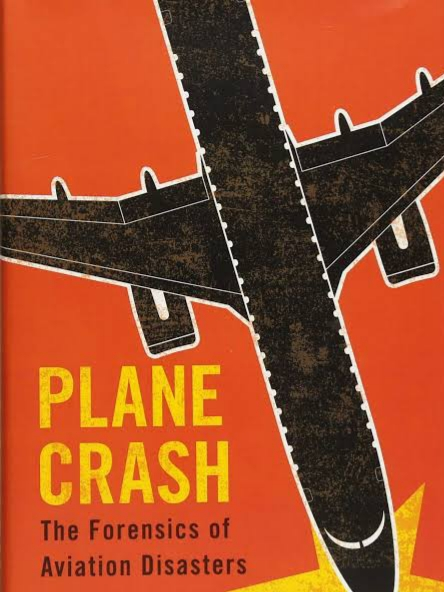 PLANE
CRASH
The Forensics of
Aviation Disasters